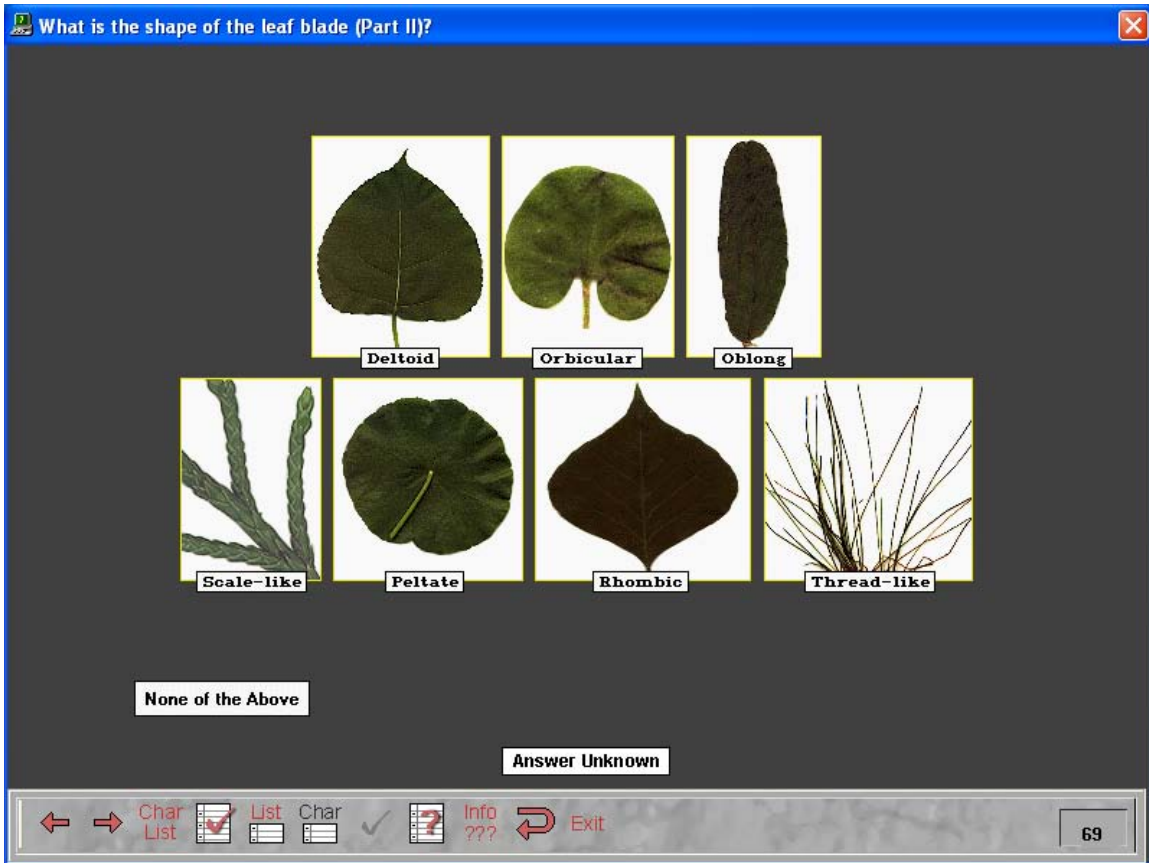 What is the shape of the leaf blade (Part II)?
Deltoid
Orbicular
Oblong
Scale-like
Peltate
Rhombic
Thread-like
None of the Above
Answer Unknown
Char
List
List
Char
?
Info
???
Exit
69